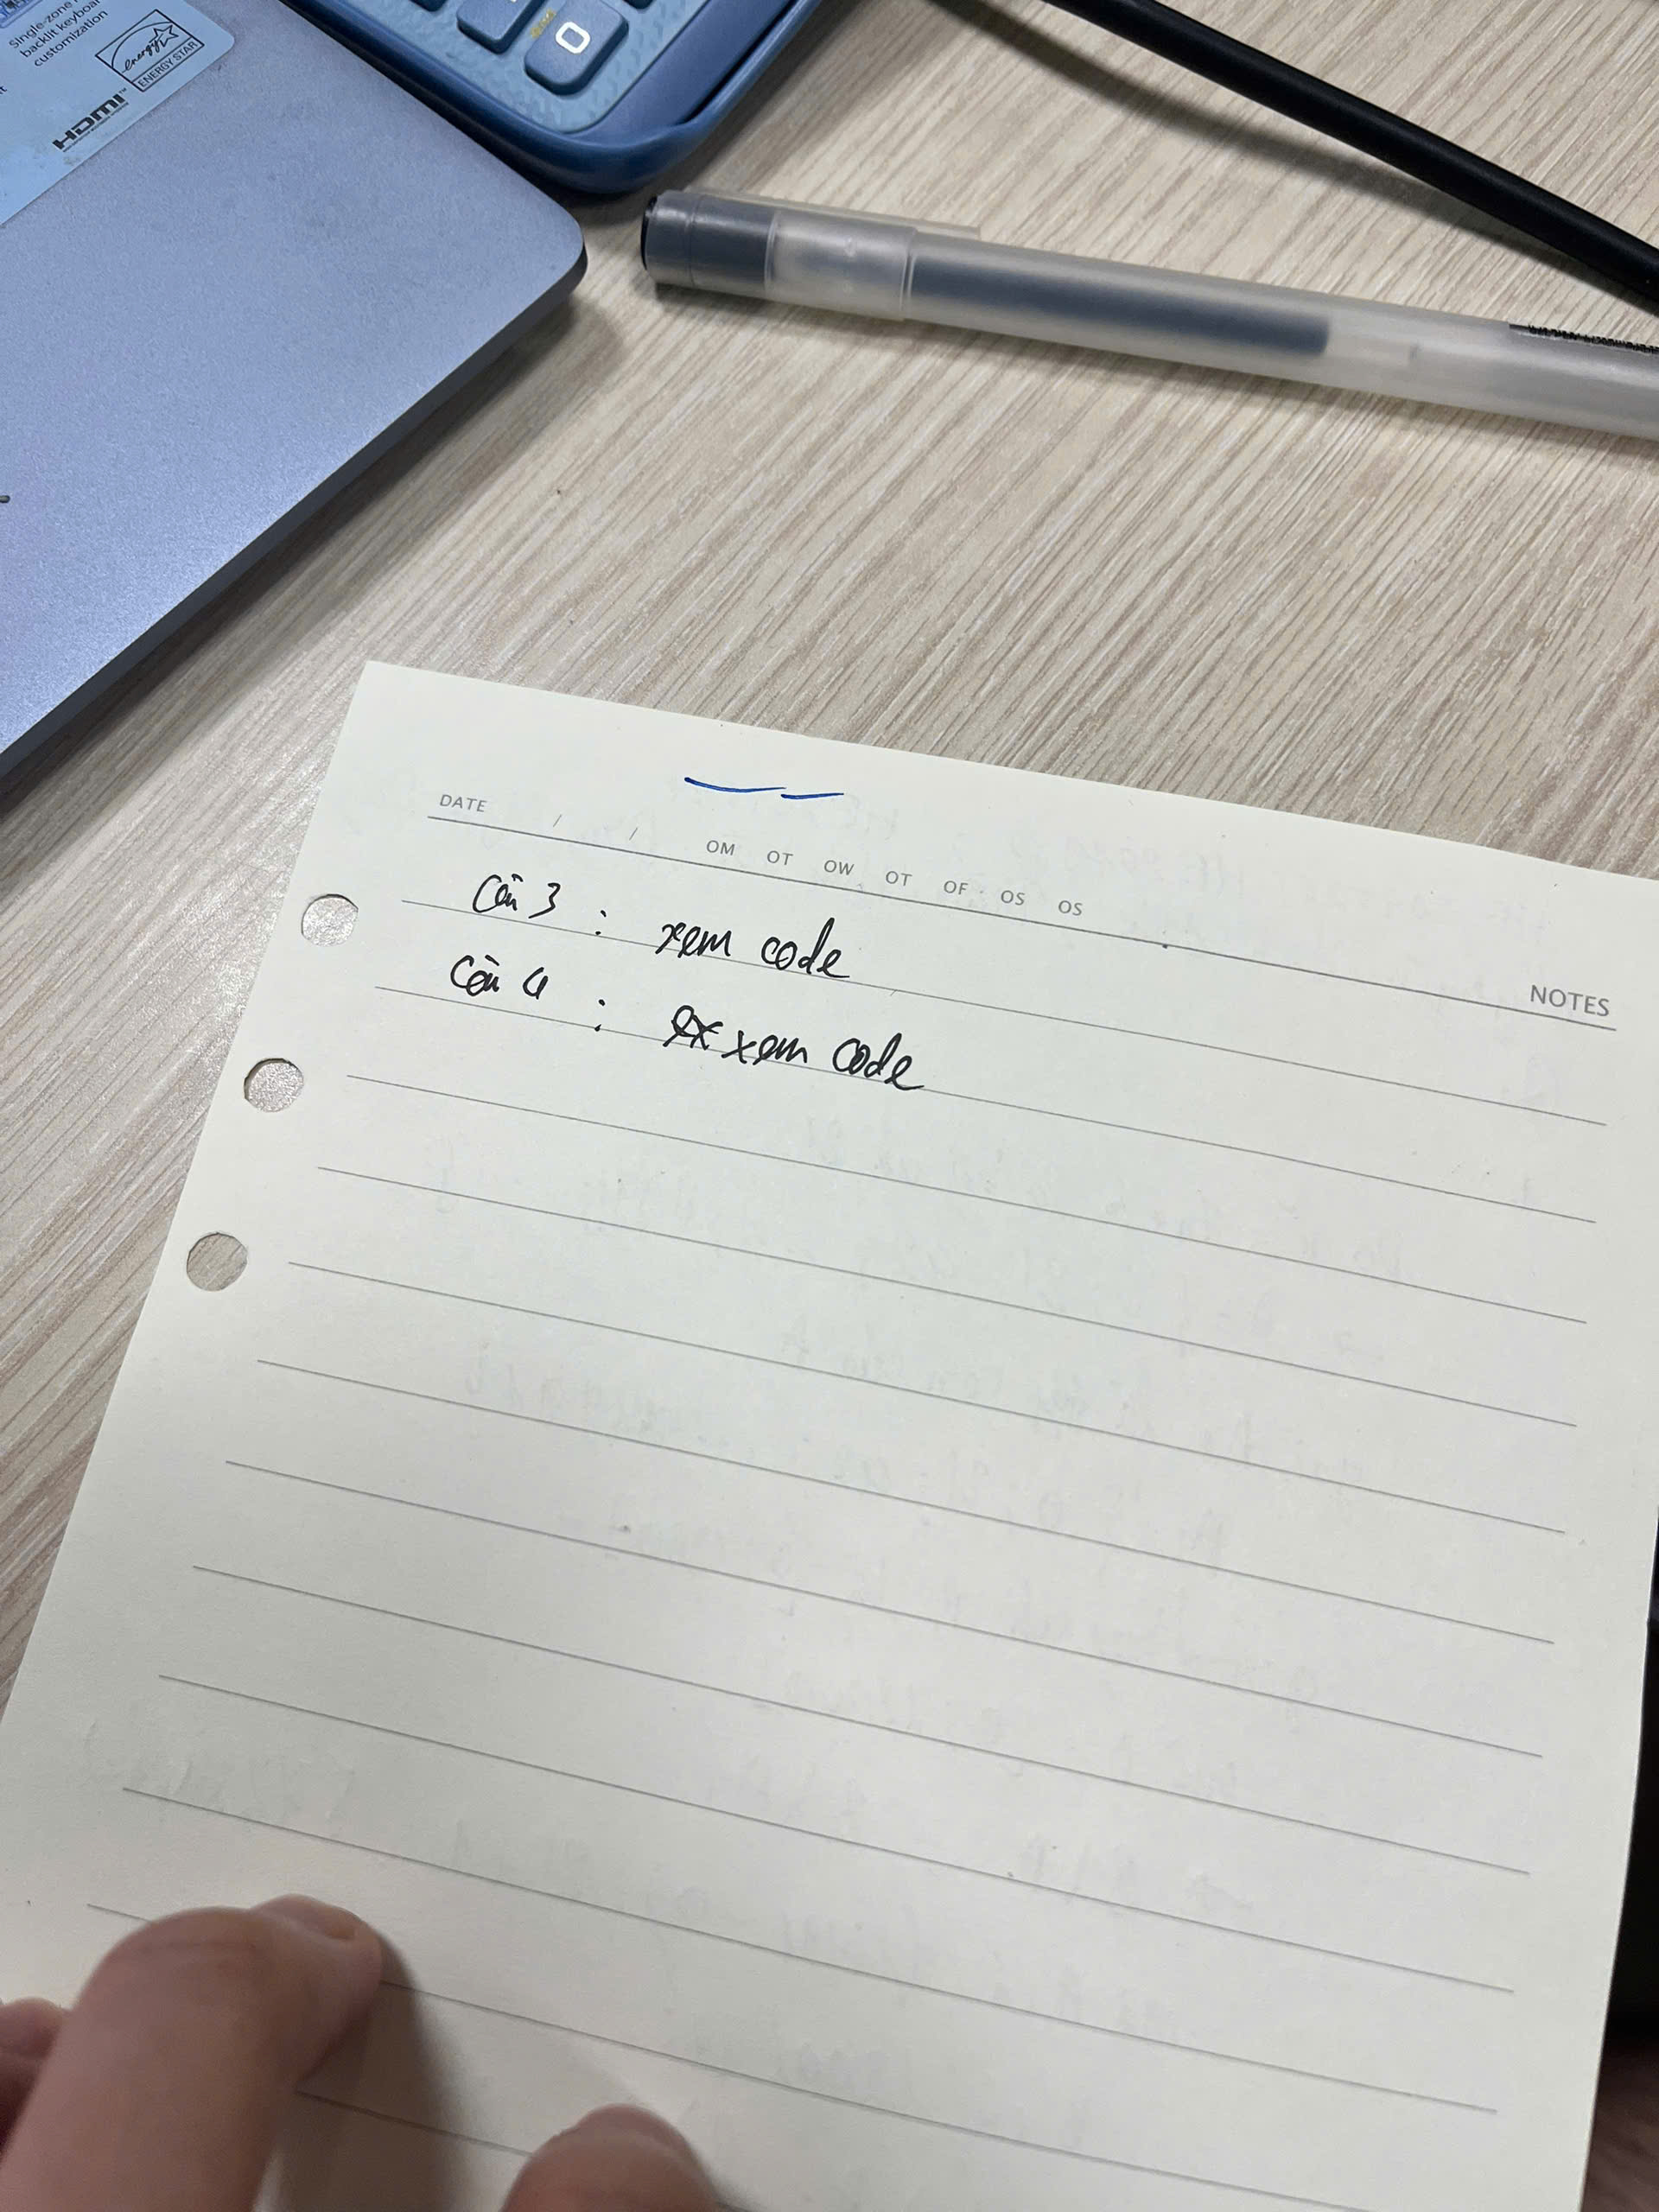 Single-zone
backlit keyboard
customization
energy
ENERGY STAR
HDMI
0
DATE / /
OM OT OW OT OF OS OS
NOTES
Câu 3 : xem code
Câu 4 : xem code